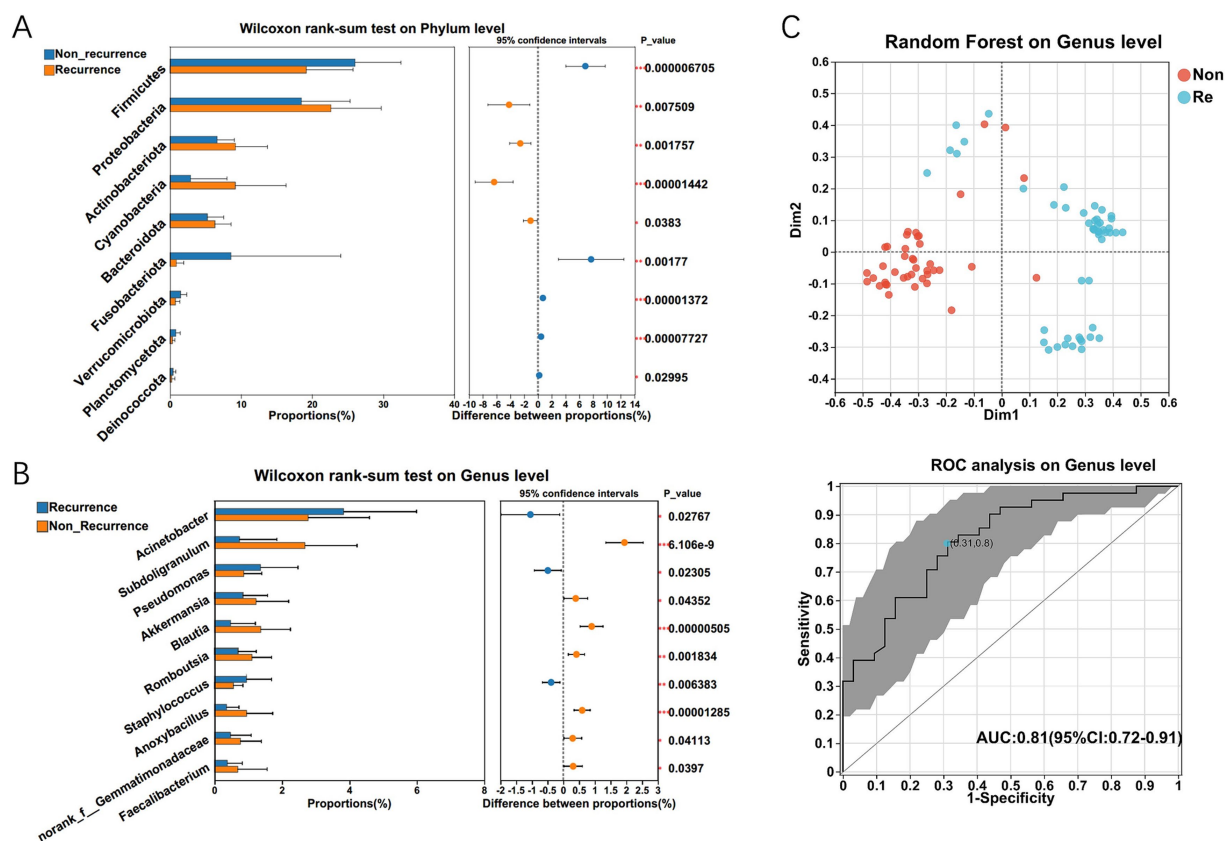 A
Wilcoxon rank-sum test on Phylum level
Non_recurrence
Recurrence
95% confidence intervals
P_value
Firmicutes
***0.000006705
Proteobacteria
**0.007509
Actinobacteriota
**0.001757
Cyanobacteria
***0.00001442
Bacteroidota
*0.0383
Fusobacteriota
**0.00177
Verrucomicrobiota
***0.00001372
Planctomycetota
***0.00007727
Deinococcota
*0.02995
0 10 20 30 40
-10 -8 -6 -4 -2 0 2 4 6 8 10 12 14
Proportions(%)
Difference between proportions(%)
B
Wilcoxon rank-sum test on Genus level
Recurrence
Non_Recurrence
95% confidence intervals
P_value
Acinetobacter
*0.02767
Subdoligranulum
***6.106e-9
Pseudomonas
*0.02305
Akkermansia
*0.04352
Blautia
***0.00000505
Romboutsia
**0.001834
Staphylococcus
**0.006383
Anoxybacillus
***0.00001285
norank_f__Gemmatimonadaceae
*0.04113
Faecalibacterium
*0.0397
0 2 4 6 8
-2 -1.5 -1 -0.5 0 0.5 1 1.5 2 2.5 3
Proportions(%)
Difference between proportions(%)
C
Random Forest on Genus level
Non
Re
Dim2
0.6
0.5
0.4
0.3
0.2
0.1
0
-0.1
-0.2
-0.3
-0.4
-0.6 -0.5 -0.4 -0.3 -0.2 -0.1 0 0.1 0.2 0.3 0.4 0.5 0.6
Dim1
ROC analysis on Genus level
Sensitivity
1
0.9
0.8
0.7
0.6
0.5
0.4
0.3
0.2
0.1
0
(0.31,0.8)
AUC:0.81(95%CI:0.72-0.91)
0 0.1 0.2 0.3 0.4 0.5 0.6 0.7 0.8 0.9 1
1-Specificity